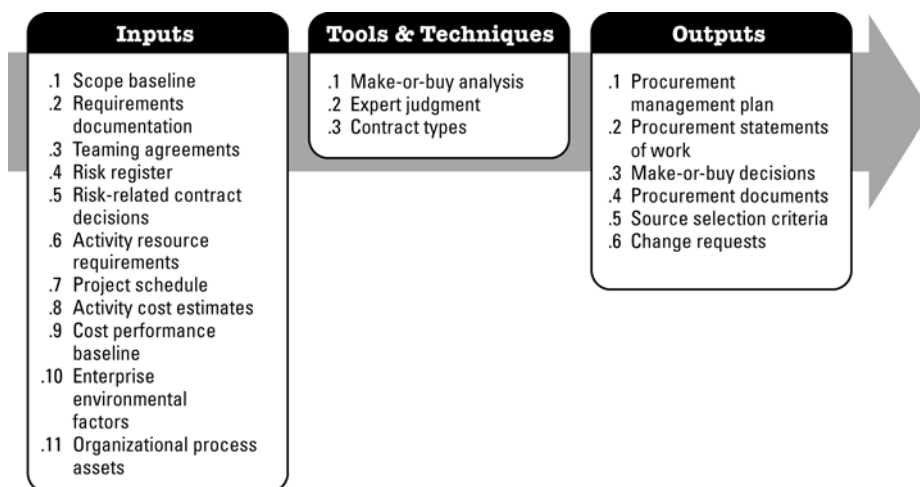 Inputs
.1 Scope baseline
.2 Requirements
documentation
.3 Teaming agreements
.4 Risk register
.5 Risk-related contract
decisions
.6 Activity resource
requirements
.7 Project schedule
.8 Activity cost estimates
.9 Cost performance
baseline
.10 Enterprise
environmental
factors
.11 Organizational process
assets
Tools & Techniques
.1 Make-or-buy analysis
.2 Expert judgment
.3 Contract types
Outputs
.1 Procurement
management plan
.2 Procurement statements
of work
.3 Make-or-buy decisions
.4 Procurement documents
.5 Source selection criteria
.6 Change requests